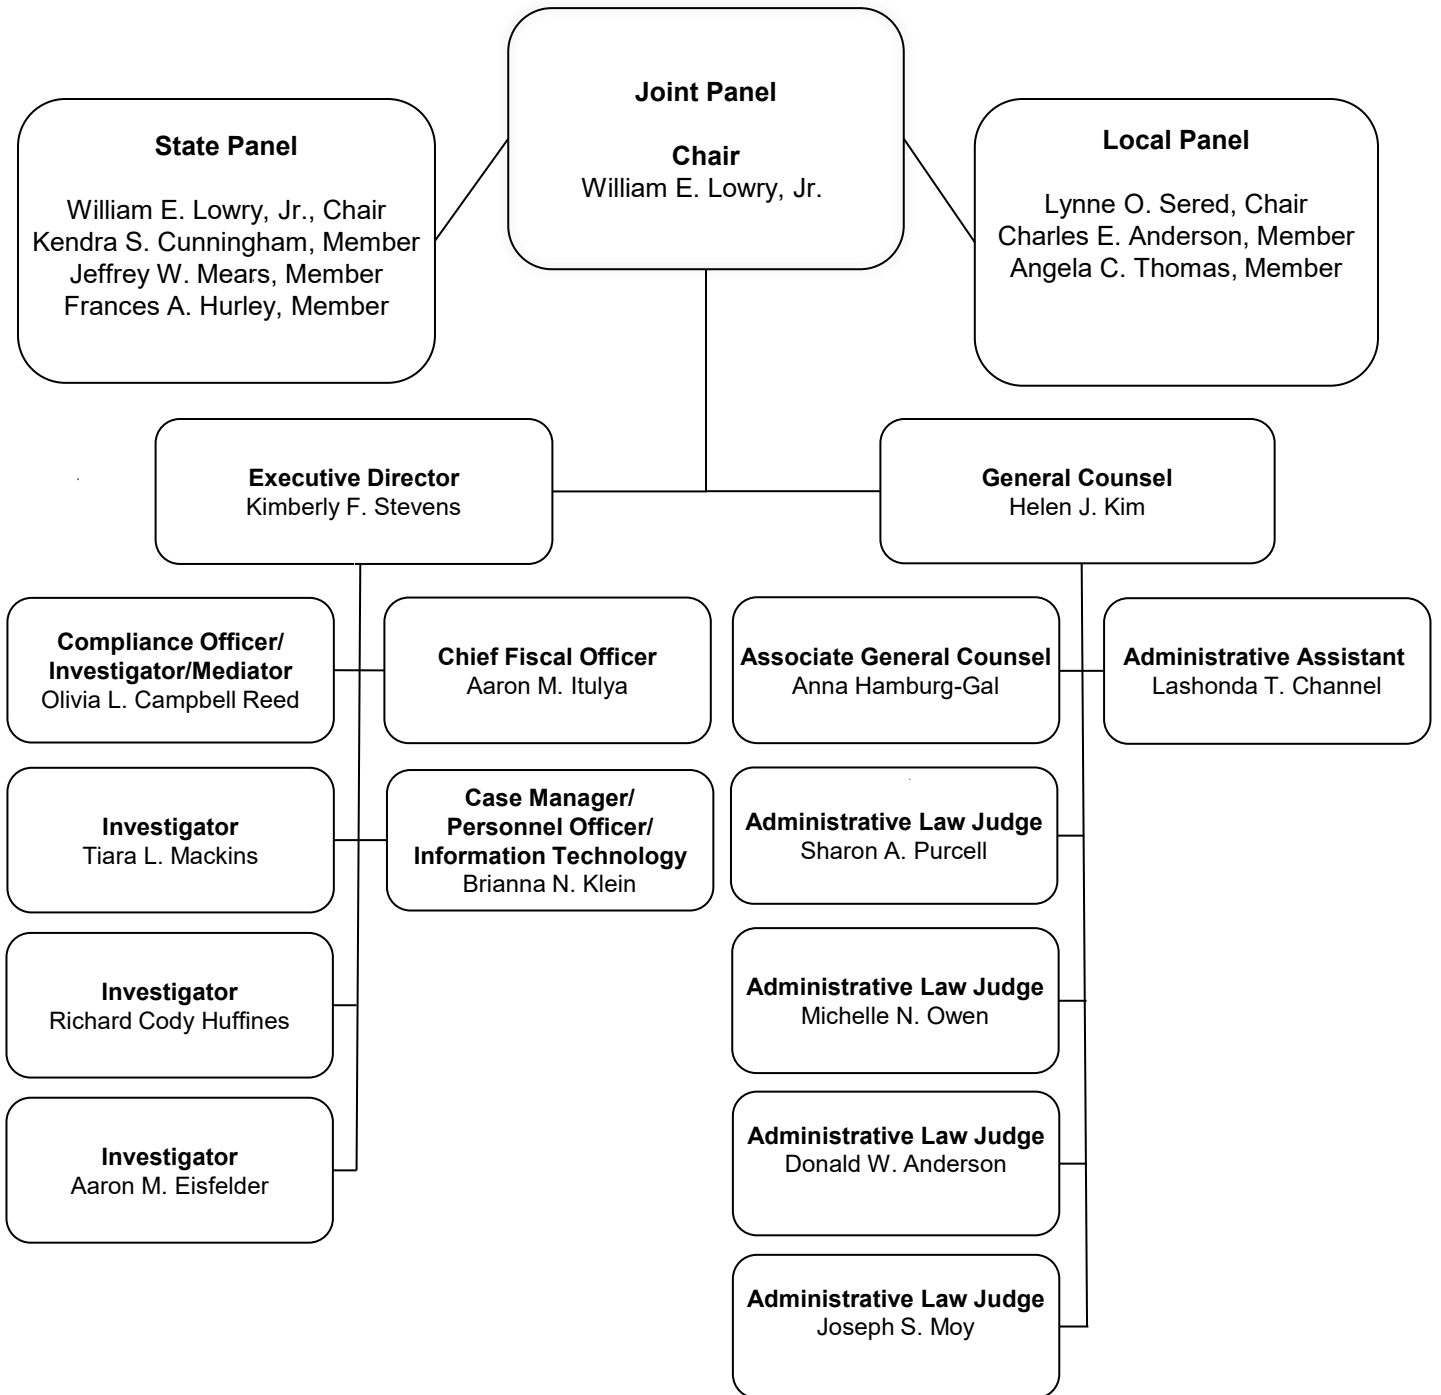 Joint Panel
Chair
William E. Lowry, Jr.
State Panel
William E. Lowry, Jr., Chair
Kendra S. Cunningham, Member
Jeffrey W. Mears, Member
Frances A. Hurley, Member
Local Panel
Lynne O. Sered, Chair
Charles E. Anderson, Member
Angela C. Thomas, Member
Executive Director
Kimberly F. Stevens
General Counsel
Helen J. Kim
Compliance Officer/
Investigator/Mediator
Olivia L. Campbell Reed
Chief Fiscal Officer
Aaron M. Itulya
Associate General Counsel
Anna Hamburg-Gal
Administrative Assistant
Lashonda T. Channel
Investigator
Tiara L. Mackins
Case Manager/
Personnel Officer/
Information Technology
Brianna N. Klein
Administrative Law Judge
Sharon A. Purcell
Investigator
Richard Cody Huffines
Administrative Law Judge
Michelle N. Owen
Investigator
Aaron M. Eisfelder
Administrative Law Judge
Donald W. Anderson
Administrative Law Judge
Joseph S. Moy